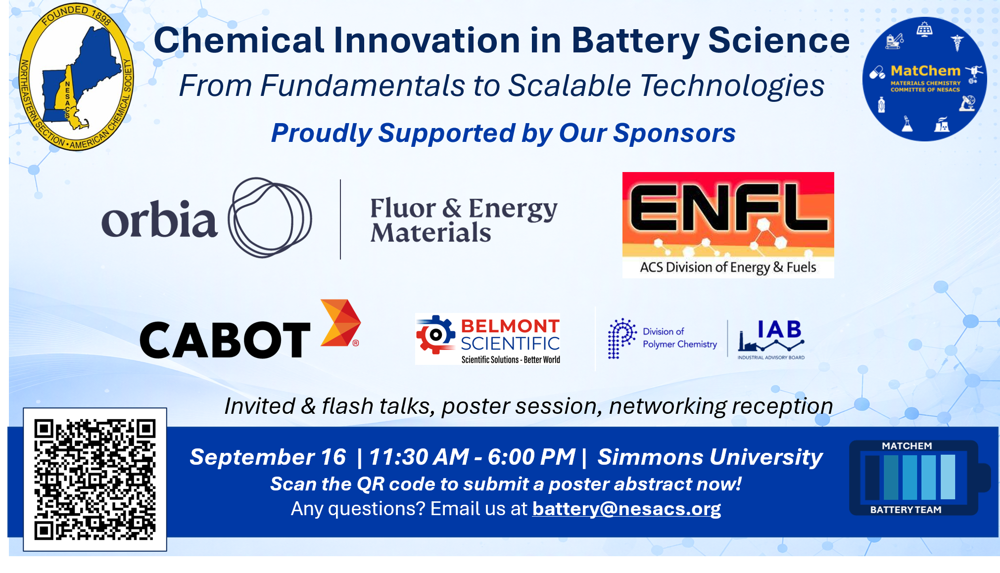 FOUNDED 1898
NORTHEASTERN SECTION • AMERICAN CHEMICAL SOCIETY
NESACS
Chemical Innovation in Battery Science
From Fundamentals to Scalable Technologies
Proudly Supported by Our Sponsors
MatChem
MATERIALS CHEMISTRY
COMMITTEE OF NESACS
orbia
Fluor & Energy
Materials
ENFL
ACS Division of Energy & Fuels
CABOT
®
BELMONT
SCIENTIFIC
Scientific Solutions - Better World
Division of
Polymer Chemistry
IAB
INDUSTRIAL ADVISORY BOARD
Invited & flash talks, poster session, networking reception
September 16 | 11:30 AM - 6:00 PM | Simmons University
Scan the QR code to submit a poster abstract now!
Any questions? Email us at battery@nesacs.org
MATCHEM
BATTERY TEAM